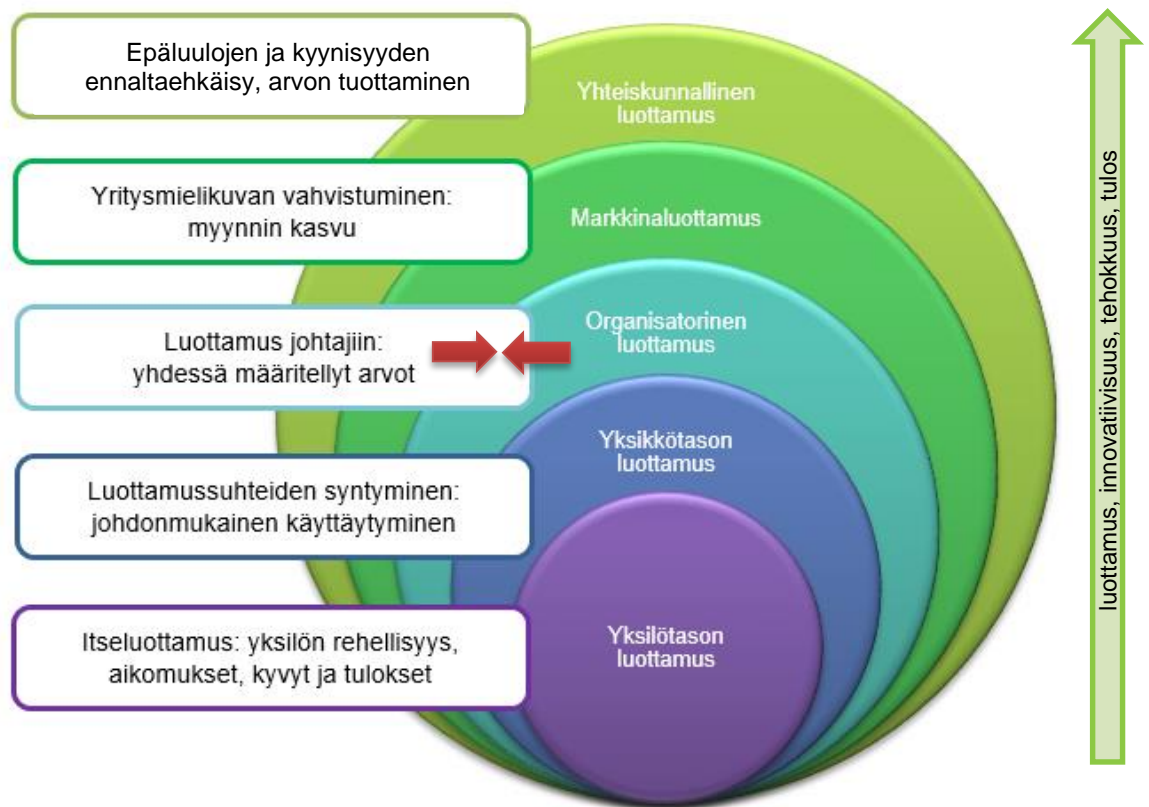 Epäluulojen ja kyynisyyden
ennaltaehkäisy, arvon tuottaminen
Yhteiskunnallinen
luottamus
Yritysmielikuvan vahvistuminen:
myynnin kasvu
Markkinaluottamus
Luottamus johtajiin:
yhdessä määritellyt arvot
Organisatorinen
luottamus
Luottamussuhteiden syntyminen:
johdonmukainen käyttäytyminen
Yksikkötason
luottamus
Itseluottamus: yksilön rehellisyys,
aikomukset, kyvyt ja tulokset
Yksilötason
luottamus
luottamus, innovatiivisuus, tehokkuus, tulos